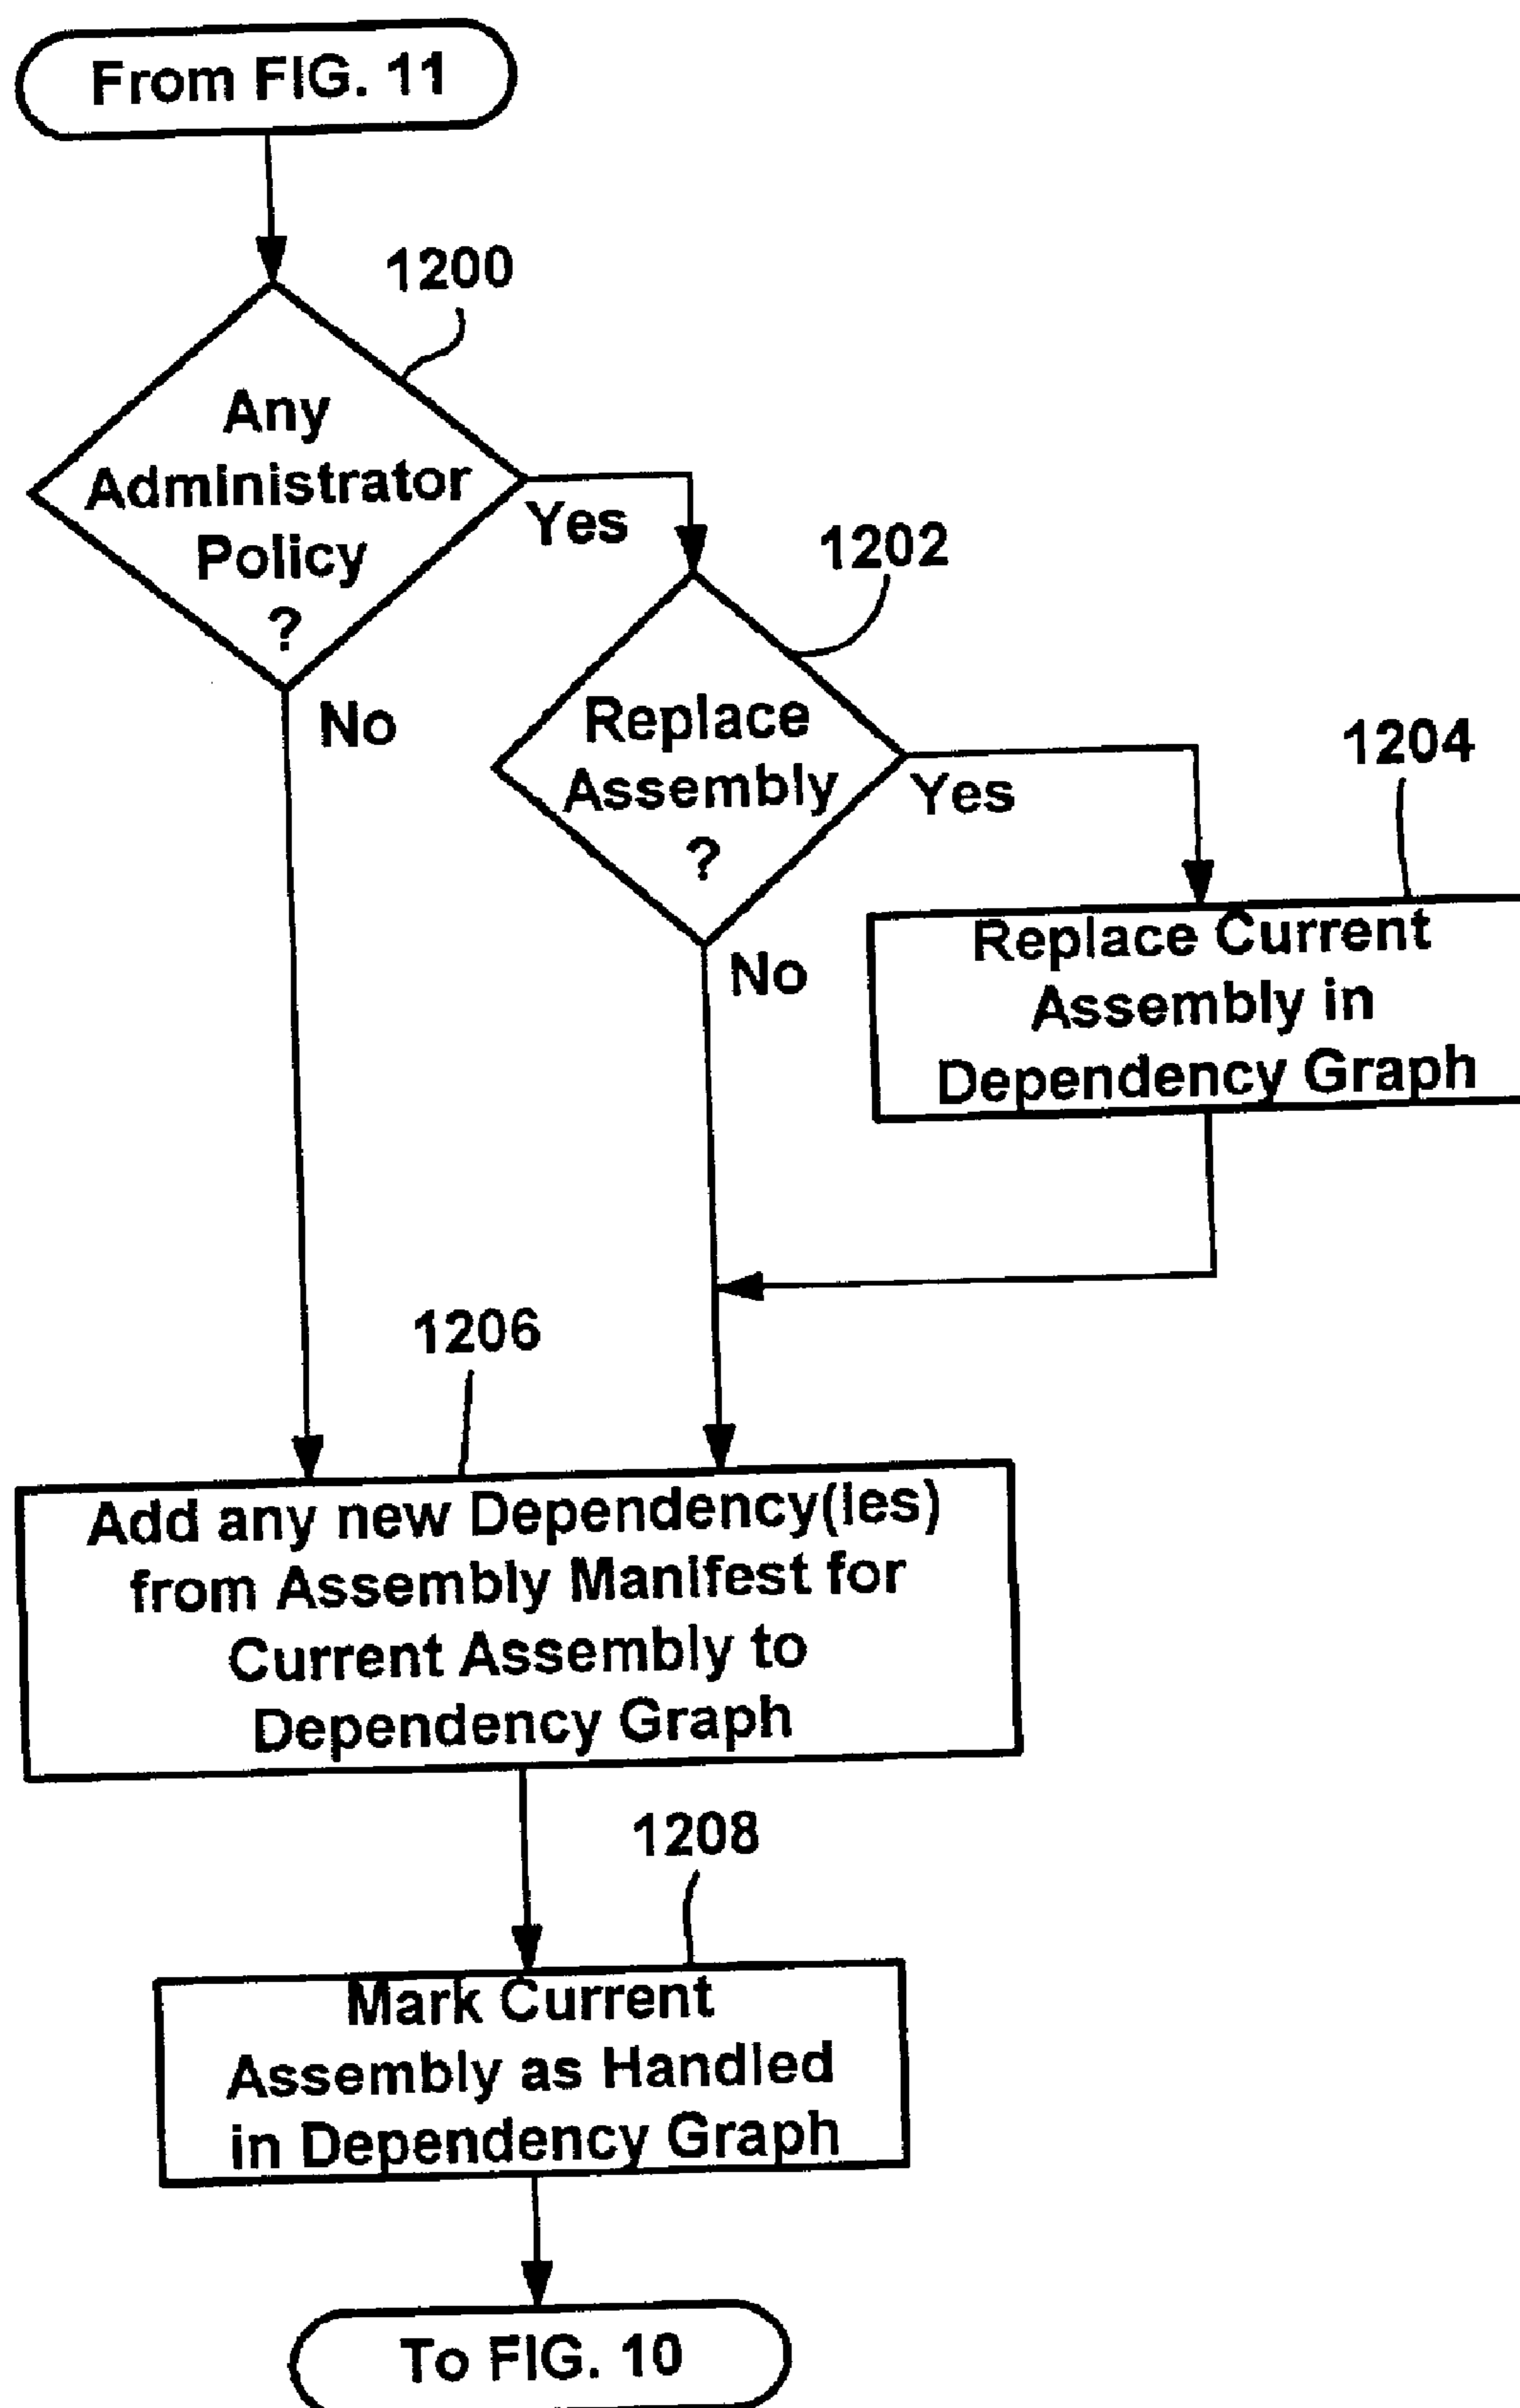 From FIG. 11
1200
Any
Administrator
Policy
?
Yes
No
1202
Replace
Assembly
?
Yes
No
1204
Replace Current
Assembly in
Dependency Graph
1206
Add any new Dependency(ies)
from Assembly Manifest for
Current Assembly to
Dependency Graph
1208
Mark Current
Assembly as Handled
in Dependency Graph
To FIG. 10